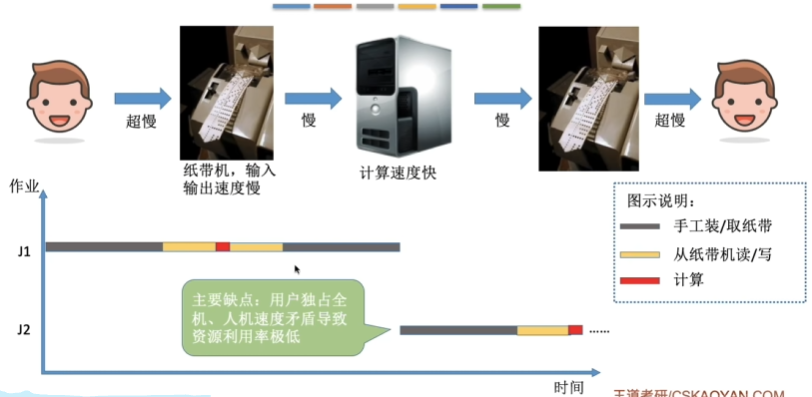 超慢
慢
慢
超慢
纸带机，输入
输出速度慢
计算速度快
作业
图示说明：
手工装/取纸带
从纸带机读/写
计算
J1
主要缺点：用户独占全
机、人机速度矛盾导致
资源利用率极低
J2
......
时间
王道考研/CSKAOYAN.COM